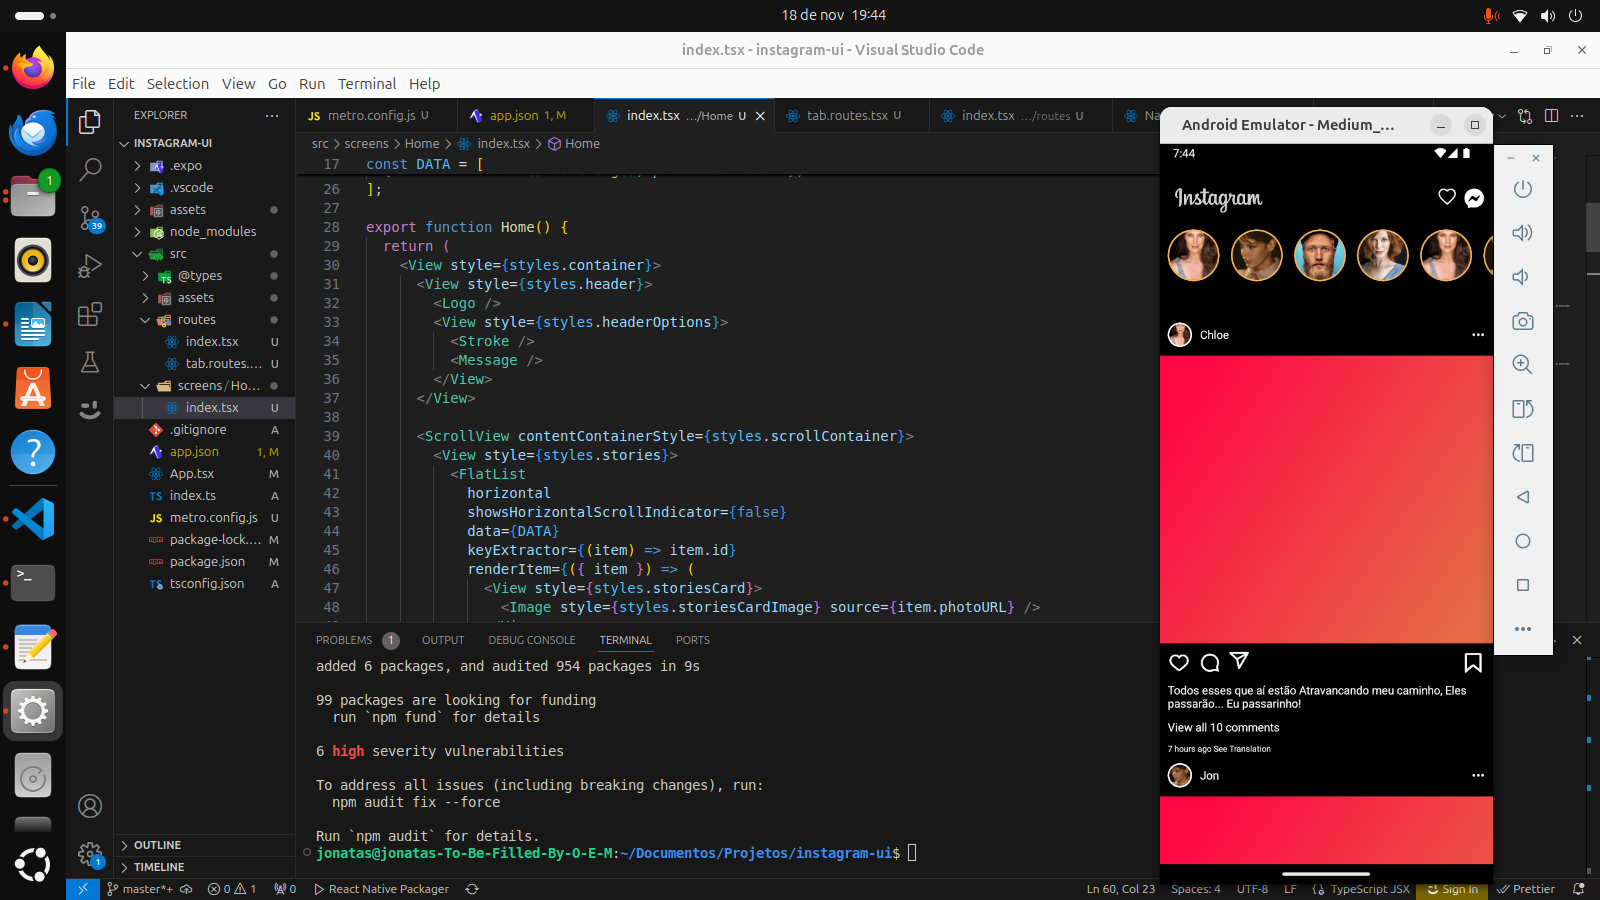 18 de nov 19:44
index.tsx - instagram-ui - Visual Studio Code
File Edit Selection View Go Run Terminal Help
EXPLORER
INSTAGRAM-UI
.expo
.vscode
assets
node_modules
src
@types
assets
routes
index.tsx U
tab.routes.... U
screens/Ho...
index.tsx U
.gitignore A
app.json 1, M
App.tsx M
index.ts A
metro.config.js U
package-lock.... M
package.json M
tsconfig.json A
OUTLINE
TIMELINE
39
1
1
metro.config.js U
app.json 1, M
index.tsx .../Home U
tab.routes.tsx U
index.tsx .../routes U
Na
src > screens > Home > index.tsx > Home
17 const DATA = [
26 ];
27
28 export function Home() {
29 return (
30 <View style={styles.container}>
31 <View style={styles.header}>
32 <Logo />
33 <View style={styles.headerOptions}>
34 <Stroke />
35 <Message />
36 </View>
37 </View>
38
39 <ScrollView contentContainerStyle={styles.scrollContainer}>
40 <View style={styles.stories}>
41 <FlatList
42 horizontal
43 showsHorizontalScrollIndicator={false}
44 data={DATA}
45 keyExtractor={(item) => item.id}
46 renderItem={({ item }) => (
47 <View style={styles.storiesCard}>
48 <Image style={styles.storiesCardImage} source={item.photoURL} />
PROBLEMS 1 OUTPUT DEBUG CONSOLE TERMINAL PORTS
added 6 packages, and audited 954 packages in 9s
99 packages are looking for funding
run `npm fund` for details
6 high severity vulnerabilities
To address all issues (including breaking changes), run:
npm audit fix --force
Run `npm audit` for details.
jonatas@jonatas-To-Be-Filled-By-O-E-M:~/Documentos/Projetos/instagram-ui$
master*+ 0 1 0 React Native Packager
Ln 60, Col 23 Spaces: 4 UTF-8 LF {} TypeScript JSX Sign In Prettier
Android Emulator - Medium_...
7:44
Instagram
Chloe
Todos esses que aí estão Atravancando meu caminho, Eles
passarão... Eu passarinho!
View all 10 comments
7 hours ago See Translation
Jon